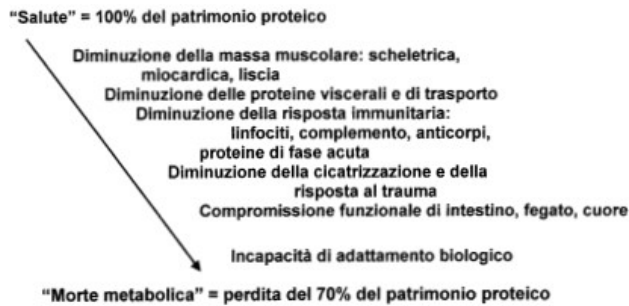 “Salute” = 100% del patrimonio proteico
Diminuzione della massa muscolare: scheletrica,
miocardica, liscia
Diminuzione delle proteine viscerali e di trasporto
Diminuzione della risposta immunitaria:
linfociti, complemento, anticorpi,
proteine di fase acuta
Diminuzione della cicatrizzazione e della
risposta al trauma
Compromissione funzionale di intestino, fegato, cuore
Incapacità di adattamento biologico
“Morte metabolica” = perdita del 70% del patrimonio proteico